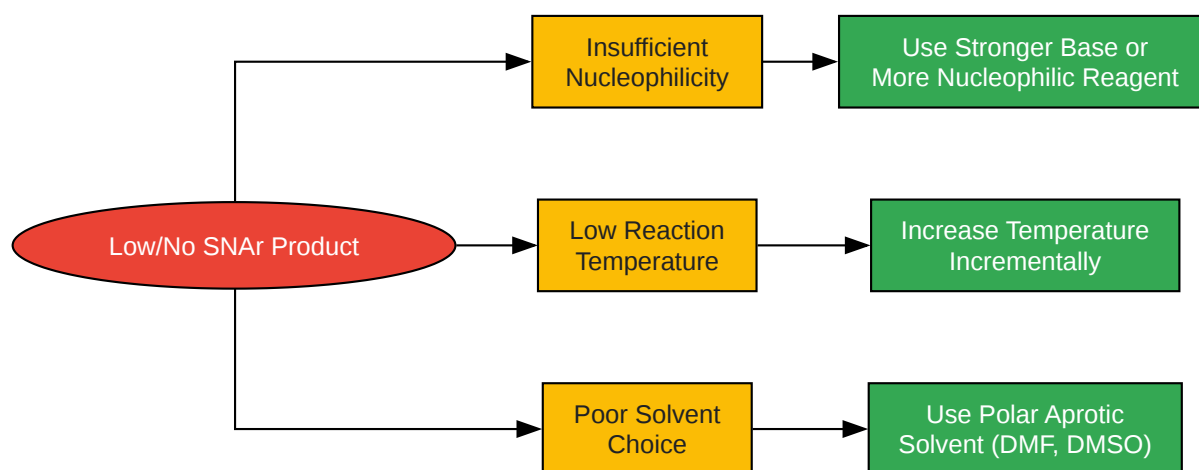 Insufficient
Nucleophilicity
Use Stronger Base or
More Nucleophilic Reagent
Low/No SNAr Product
Low Reaction
Temperature
Increase Temperature
Incrementally
Poor Solvent
Choice
Use Polar Aprotic
Solvent (DMF, DMSO)